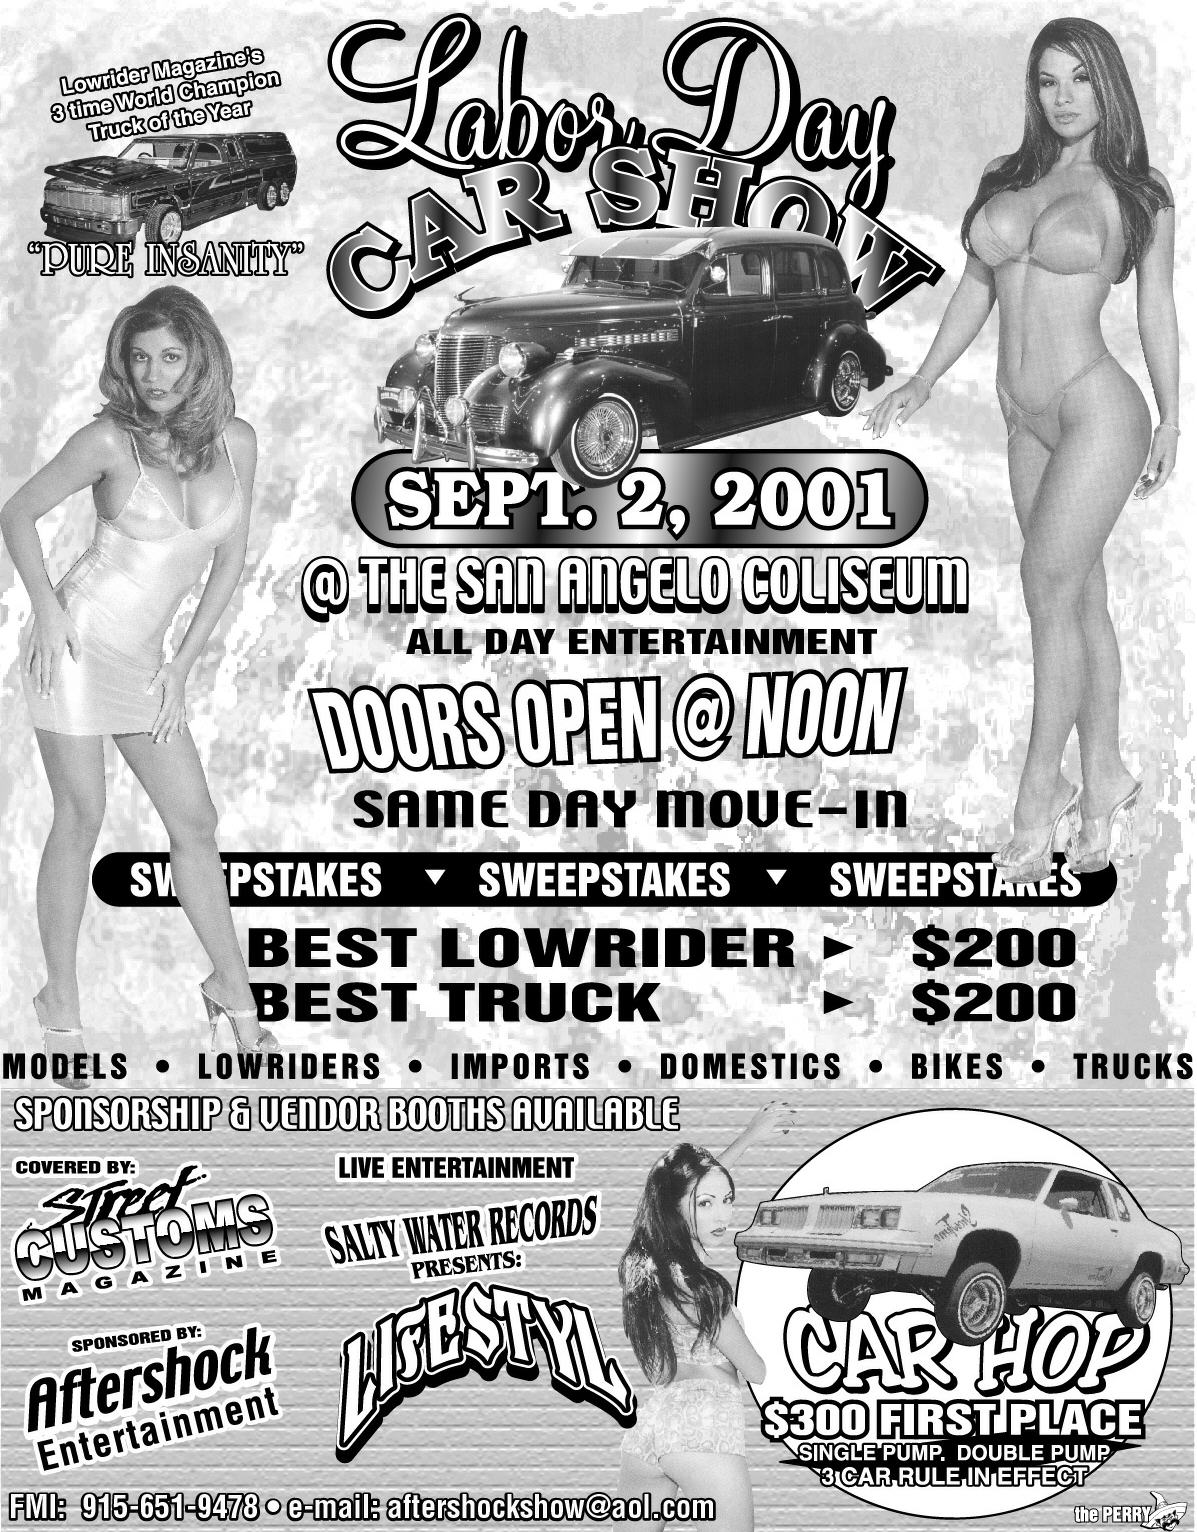 Lowrider Magazine's
3 time World Champion
Truck of the Year
"PURE INSANITY"
Labor Day
CAR SHOW
SEPT. 2, 2001
@ THE SAN ANGELO COLISEUM
ALL DAY ENTERTAINMENT
DOORS OPEN @ NOON
SAME DAY MOVE-IN
SWEEPSTAKES ▼ SWEEPSTAKES ▼ SWEEPSTAKES
BEST LOWRIDER ► $200
BEST TRUCK ► $200
MODELS • LOWRIDERS • IMPORTS • DOMESTICS • BIKES • TRUCKS
SPONSORSHIP & VENDOR BOOTHS AVAILABLE
COVERED BY:
Street
CUSTOMS
MAGAZINE
SPONSORED BY:
Aftershock
Entertainment
LIVE ENTERTAINMENT
SALTY WATER RECORDS
PRESENTS:
LIFESTYL
CAR HOP
$300 FIRST PLACE
SINGLE PUMP. DOUBLE PUMP
3 CAR RULE IN EFFECT
FMI: 915-651-9478 • e-mail: aftershockshow@aol.com
the PERRY